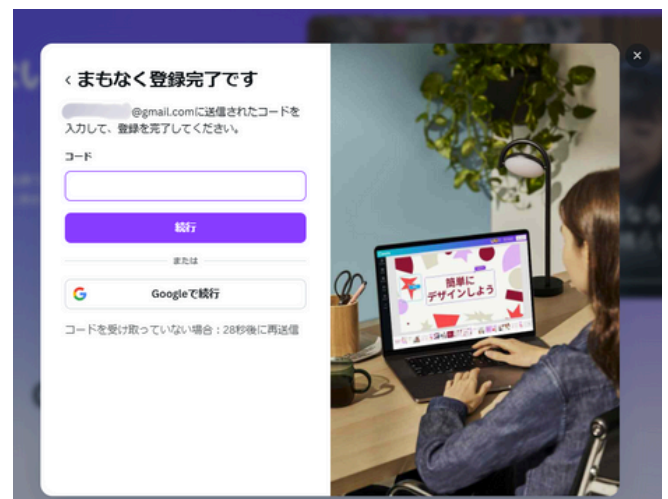 まもなく登録完了です
@gmail.comに送信されたコードを
入力して、登録を完了してください。
コード
続行
または
Googleで続行
コードを受け取っていない場合：28秒後に再送信
簡単に
デザインしよう